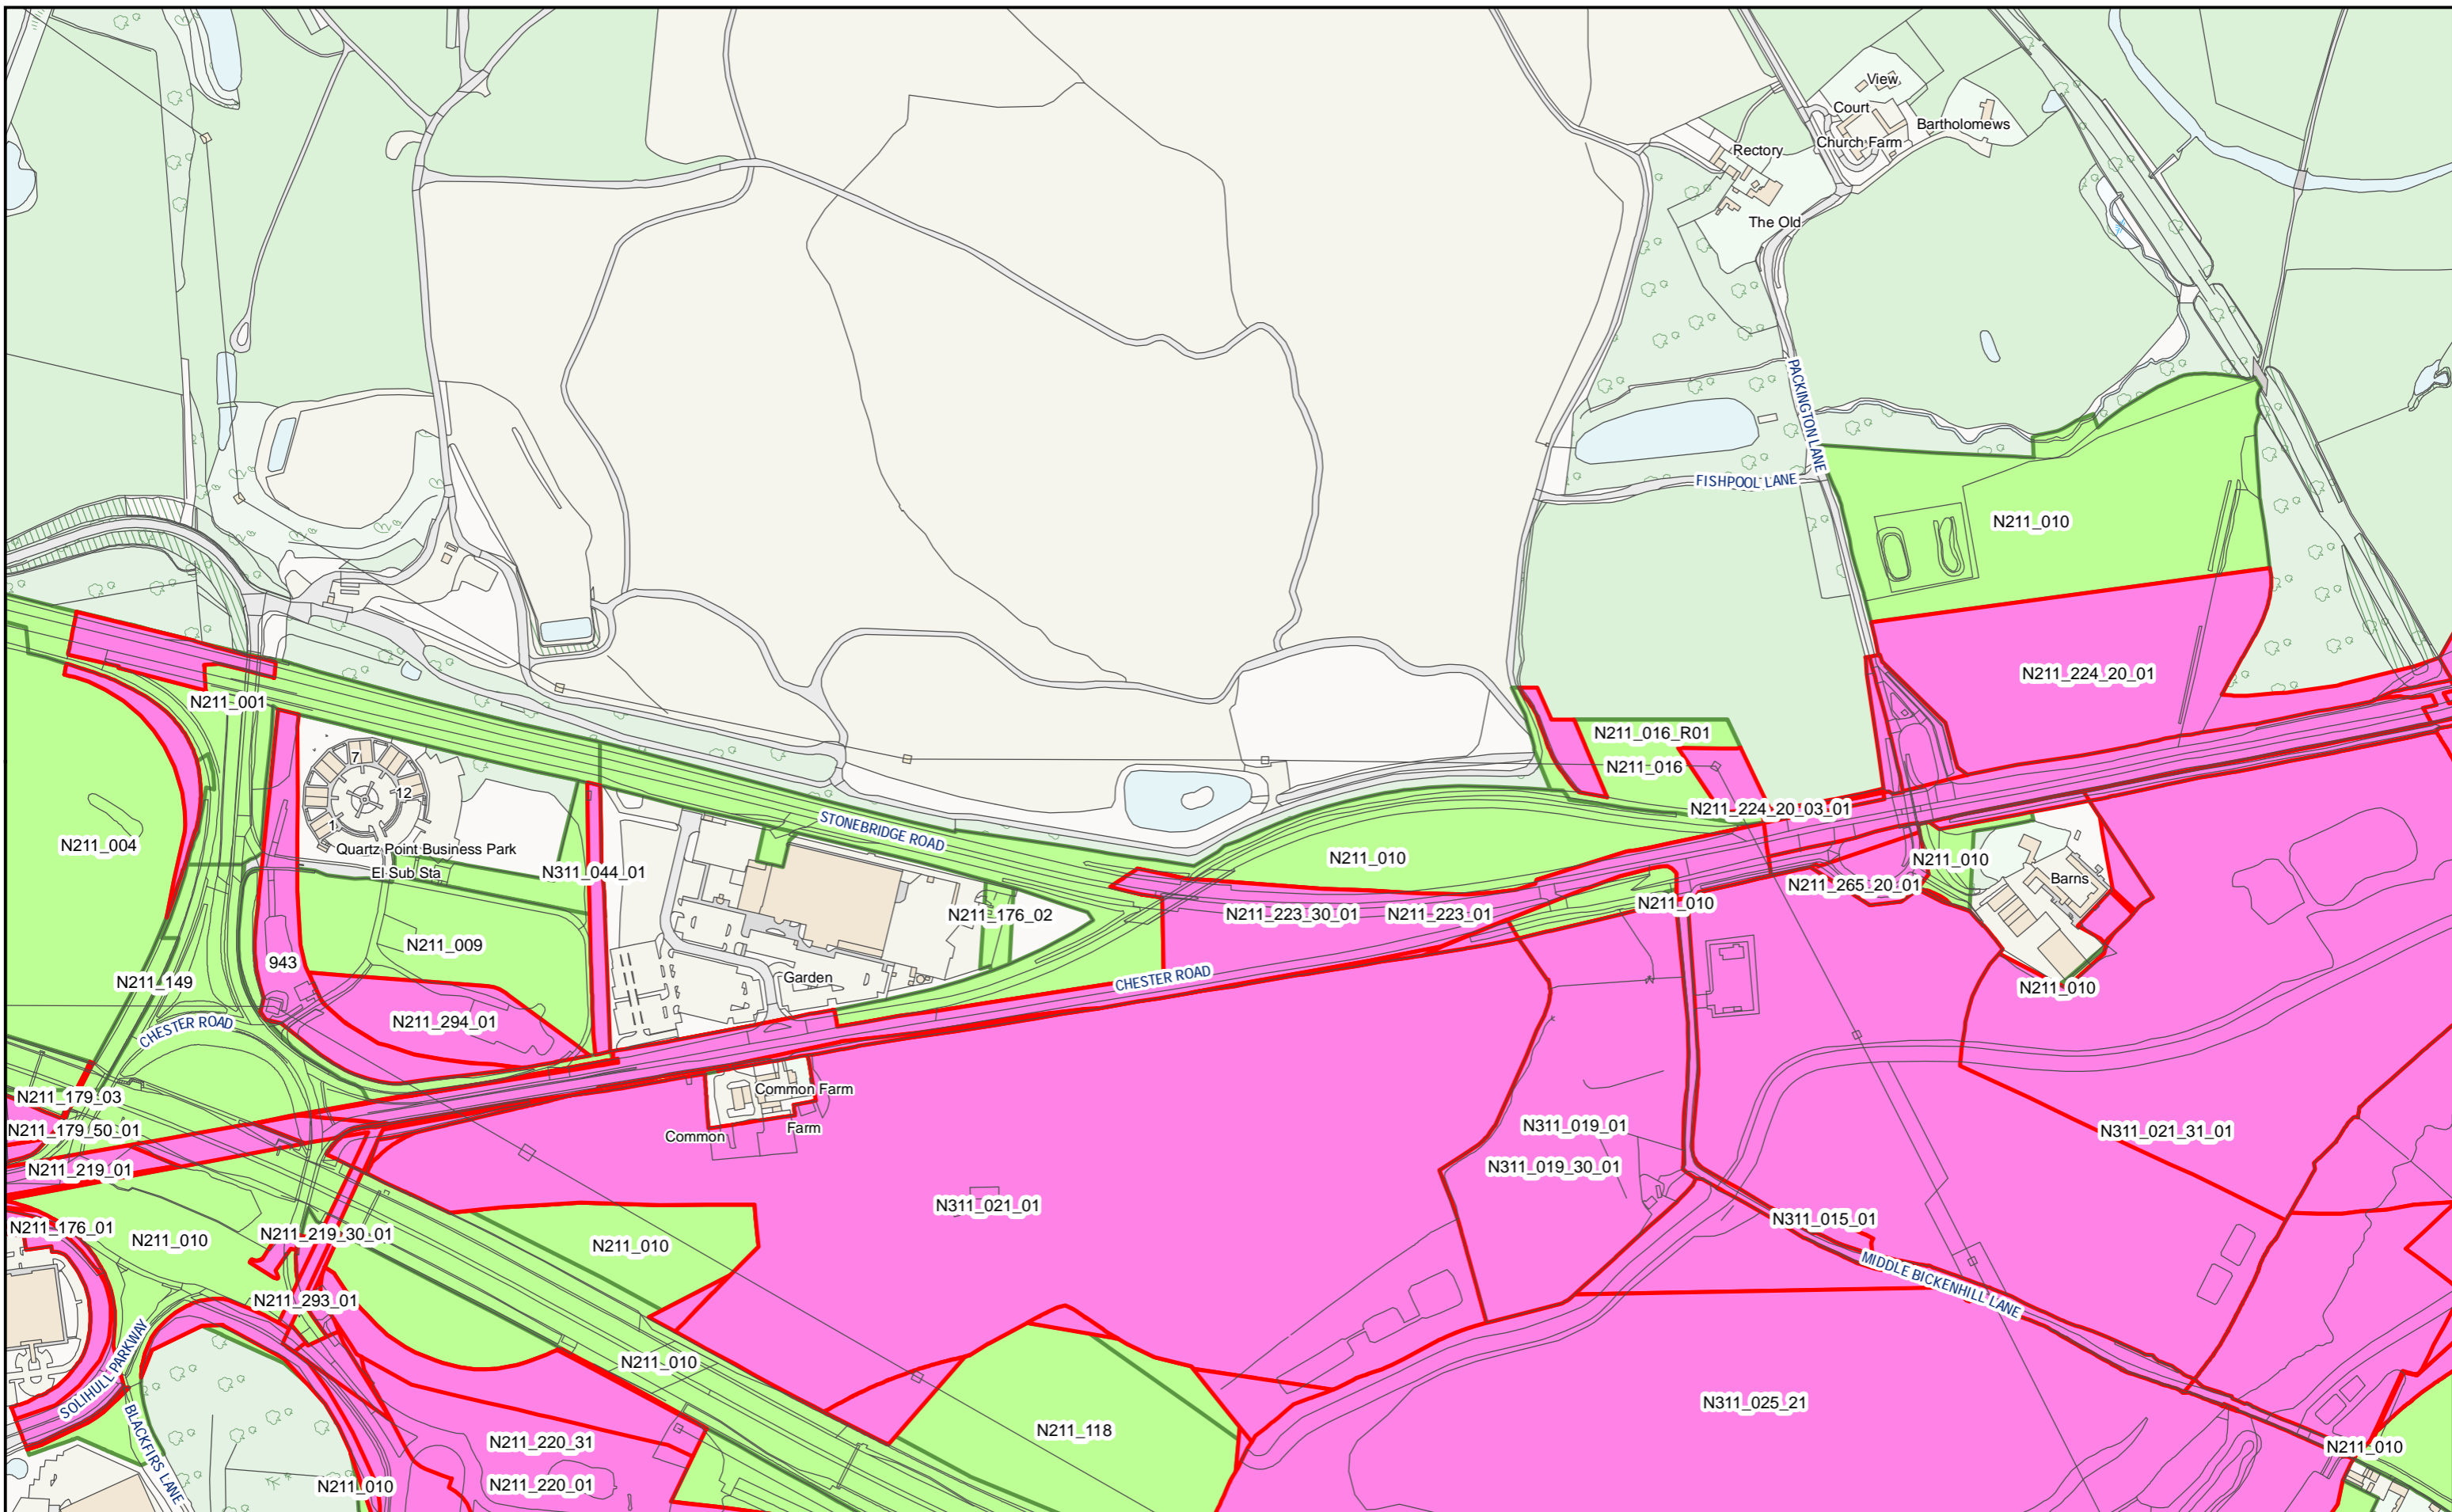 View
Court
Bartholomews
Church Farm
Rectory
The Old
PACKINGTON LANE
FISHPOOL LANE
N211_010
N211_224_20_01
N211_001
N211_016_R01
7
N211_016
12
N211_224_20_03_01
1
STONEBRIDGE ROAD
N211_004
Quartz Point Business Park
N211_010
N211_010
El Sub Sta
N311_044_01
Barns
N211_265_20_01
N211_010
N211_176_02
N211_223_30_01
N211_223_01
N211_009
943
N211_149
Garden
CHESTER ROAD
N211_010
N211_294_01
CHESTER ROAD
Common Farm
N211_179_03
N311_019_01
Farm
N211_179_50_01
Common
N311_021_31_01
N211_219_01
N311_019_30_01
N311_021_01
N311_015_01
N211_176_01
N211_219_30_01
N211_010
N211_010
MIDDLE BICKENHILL LANE
N211_293_01
N211_010
SOLIHULL PARKWAY
N311_025_21
N211_118
N211_220_31
N211_010
BLACKFIRS LANE
N211_010
N211_220_01